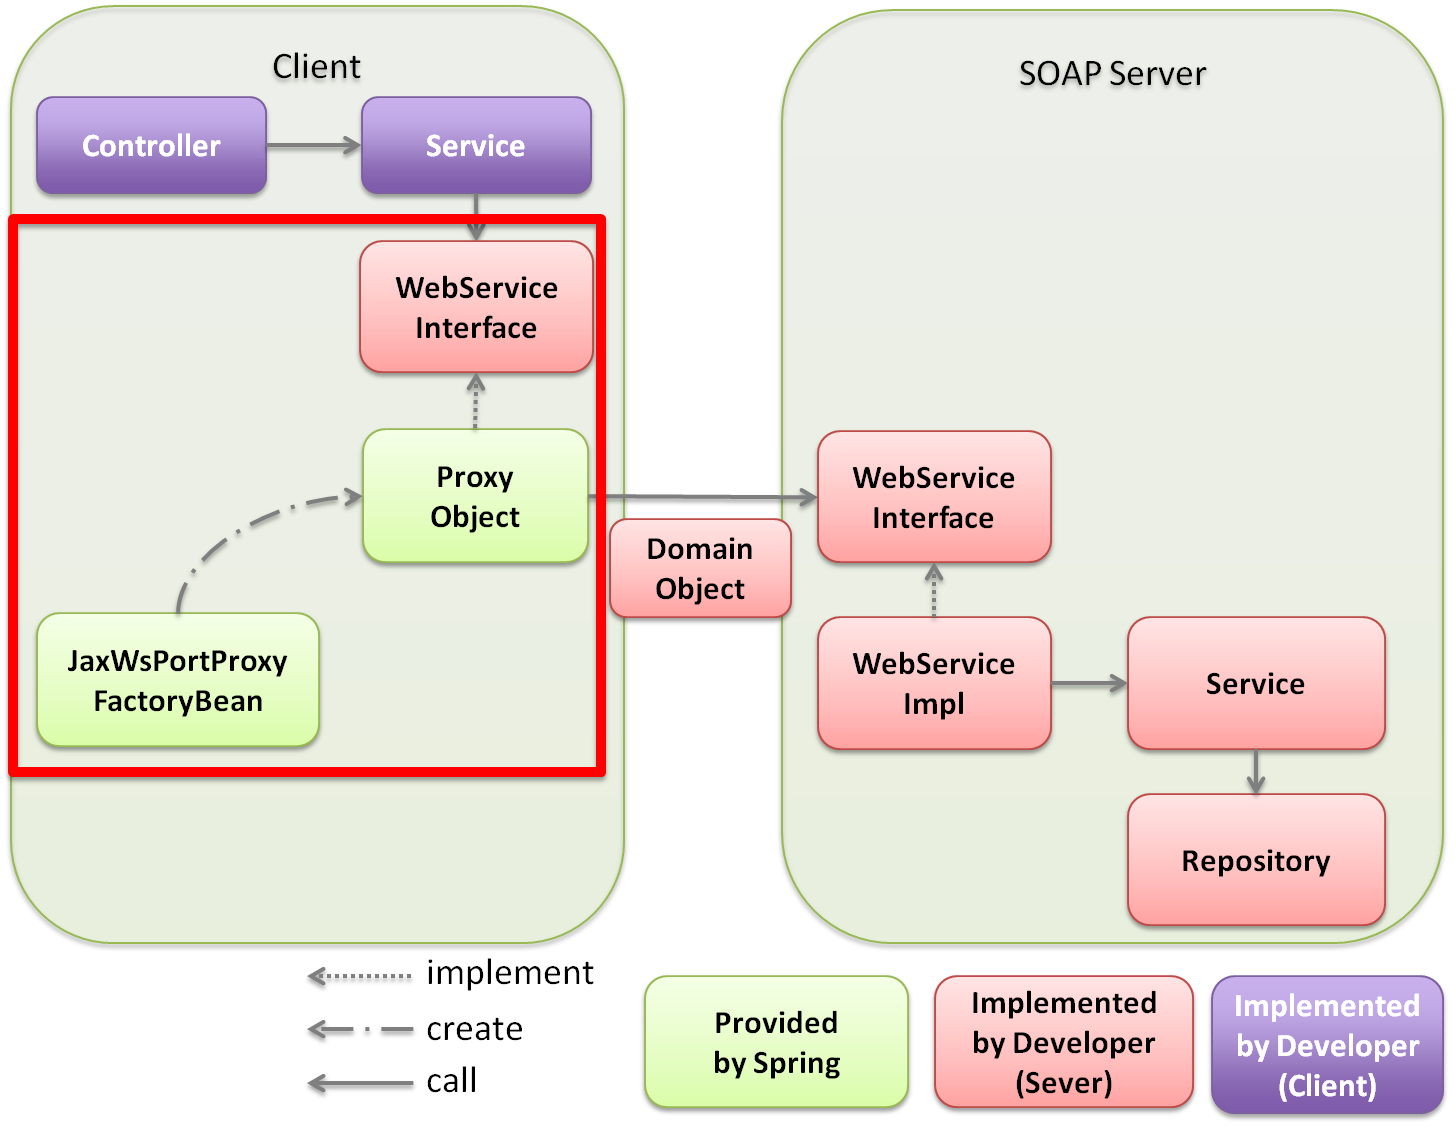 Client
SOAP Server
Controller
Service
WebService
Interface
Proxy
Object
WebService
Interface
Domain
Object
JaxWsPortProxy
FactoryBean
WebService
Impl
Service
Repository
implement
create
call
Provided
by Spring
Implemented
by Developer
(Sever)
Implemented
by Developer
(Client)